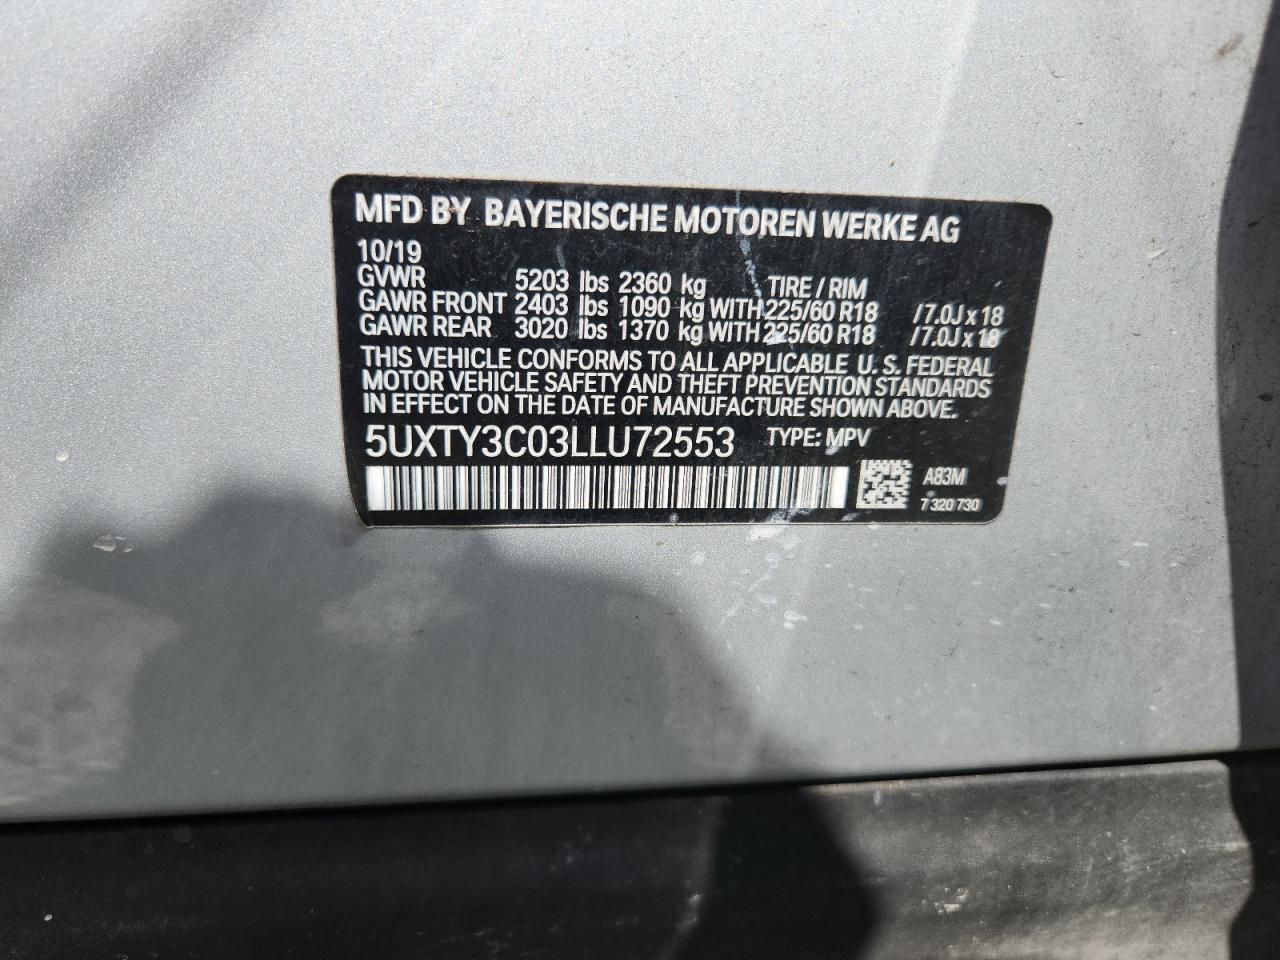 MFD BY BAYERISCHE MOTOREN WERKE AG
10/19
GVWR 5203 lbs 2360 kg TIRE / RIM
GAWR FRONT 2403 lbs 1090 kg WITH 225/60 R18 /7.0J x 18
GAWR REAR 3020 lbs 1370 kg WITH 225/60 R18 /7.0J x 18
THIS VEHICLE CONFORMS TO ALL APPLICABLE U. S. FEDERAL
MOTOR VEHICLE SAFETY AND THEFT PREVENTION STANDARDS
IN EFFECT ON THE DATE OF MANUFACTURE SHOWN ABOVE.
5UXTY3C03LLU72553 TYPE: MPV
A83M
7 320 730